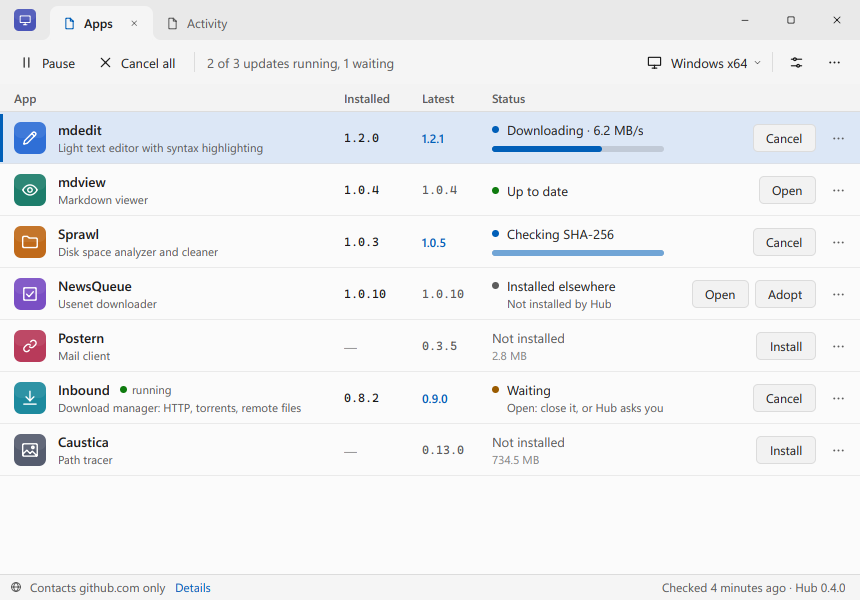 Apps
Activity
Pause
Cancel all
2 of 3 updates running, 1 waiting
Windows x64
App
Installed
Latest
Status
mdedit
Light text editor with syntax highlighting
1.2.0
1.2.1
Downloading · 6.2 MB/s
Cancel
mdview
Markdown viewer
1.0.4
1.0.4
Up to date
Open
Sprawl
Disk space analyzer and cleaner
1.0.3
1.0.5
Checking SHA-256
Cancel
NewsQueue
Usenet downloader
1.0.10
1.0.10
Installed elsewhere
Not installed by Hub
Open
Adopt
Postern
Mail client
—
0.3.5
Not installed
2.8 MB
Install
Inbound
running
Download manager: HTTP, torrents, remote files
0.8.2
0.9.0
Waiting
Open: close it, or Hub asks you
Cancel
Caustica
Path tracer
—
0.13.0
Not installed
734.5 MB
Install
Contacts github.com only
Details
Checked 4 minutes ago · Hub 0.4.0